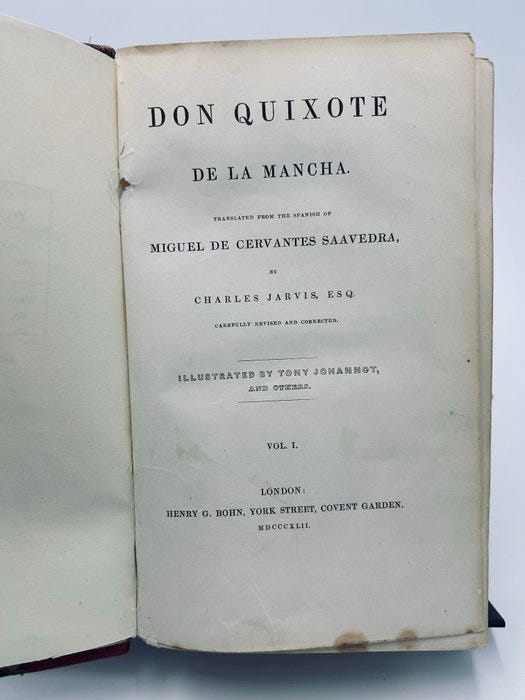 DON QUIXOTE
DE LA MANCHA.
TRANSLATED FROM THE SPANISH OF
MIGUEL DE CERVANTES SAAVEDRA,
BY
CHARLES JARVIS, ESQ.
CAREFULLY REVISED AND CORRECTED.
ILLUSTRATED BY TONY JOHANNOT,
AND OTHERS.
VOL. I.
LONDON:
HENRY G. BOHN, YORK STREET, COVENT GARDEN.
MDCCCXLII.